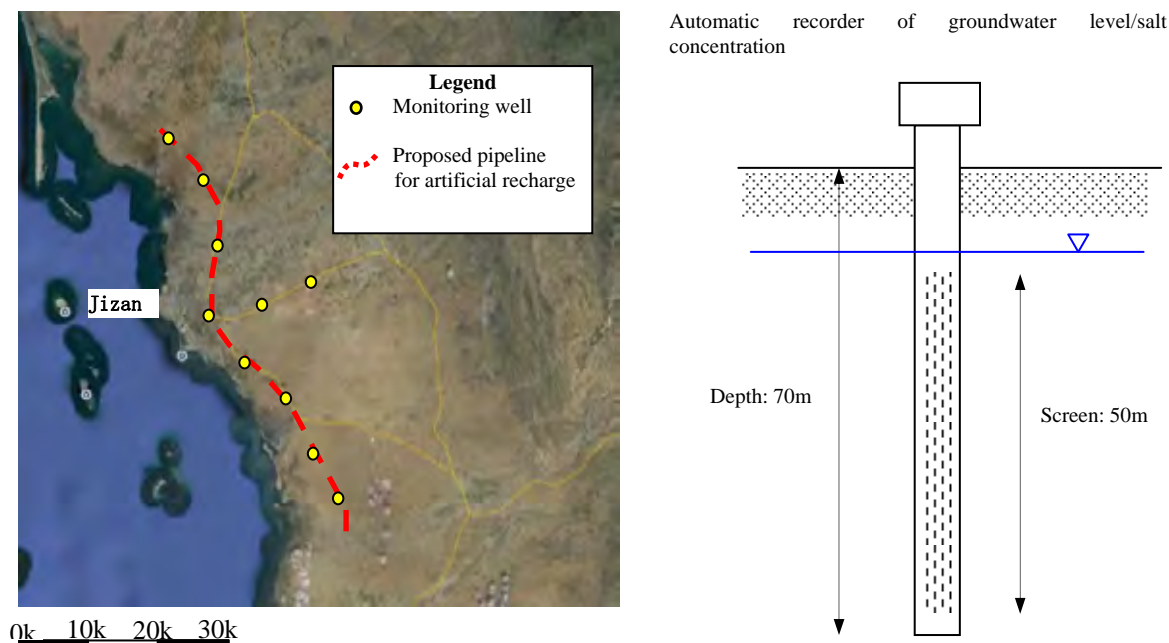 Legend
Monitoring well
Proposed pipeline
for artificial recharge
Jizan
0k 10k 20k 30k
Automatic recorder of groundwater level/salt
concentration
Depth: 70m
Screen: 50m